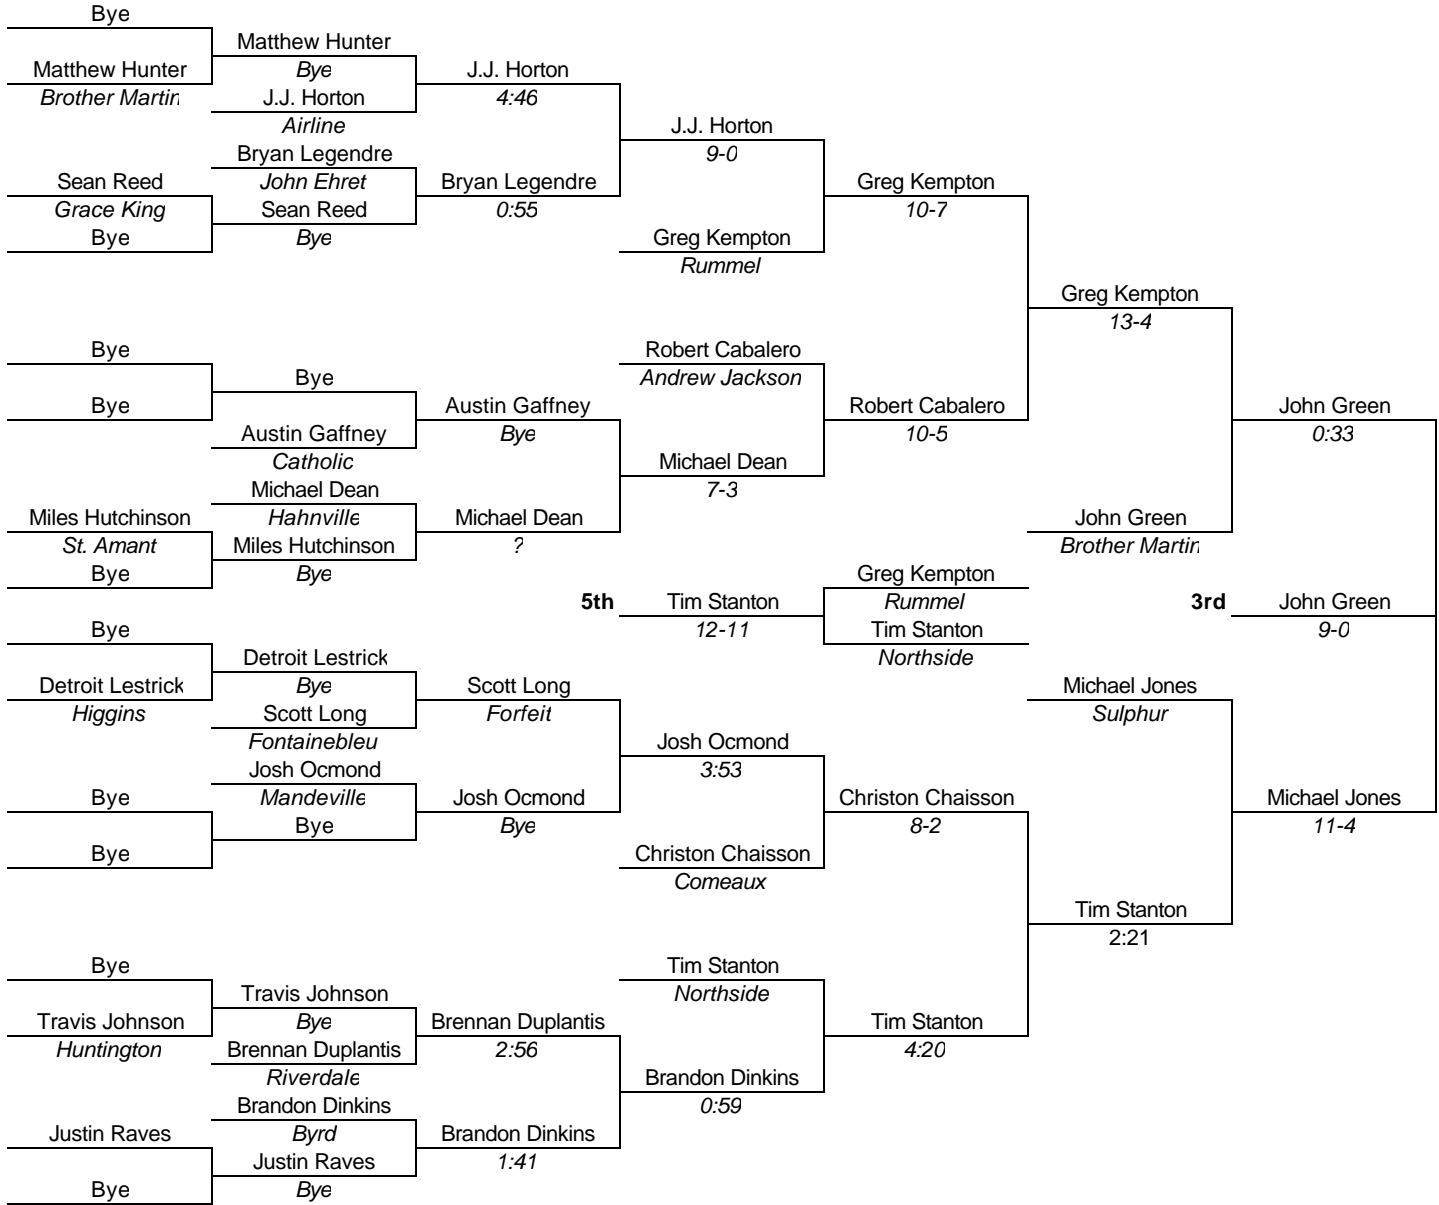 Bye
Matthew Hunter
Matthew Hunter
Bye
J.J. Horton
Brother Martin
J.J. Horton
4:46
Airline
J.J. Horton
Bryan Legendre
9-0
Sean Reed
John Ehret
Bryan Legendre
Greg Kempton
Grace King
Sean Reed
0:55
10-7
Bye
Bye
Greg Kempton
Rummel
Greg Kempton
13-4
Bye
Robert Cabalero
Bye
Andrew Jackson
Bye
Austin Gaffney
Robert Cabalero
John Green
Austin Gaffney
Bye
10-5
0:33
Catholic
Michael Dean
Michael Dean
7-3
Miles Hutchinson
Hahnville
Michael Dean
John Green
St. Amant
Miles Hutchinson
?
Brother Martin
Bye
Bye
Greg Kempton
5th
Tim Stanton
Rummel
3rd
John Green
Bye
12-11
Tim Stanton
9-0
Detroit Lestrick
Northside
Detroit Lestrick
Bye
Scott Long
Michael Jones
Higgins
Scott Long
Forfeit
Sulphur
Fontainebleu
Josh Ocmond
Josh Ocmond
3:53
Bye
Mandeville
Josh Ocmond
Christon Chaisson
Michael Jones
Bye
Bye
8-2
11-4
Bye
Christon Chaisson
Comeaux
Tim Stanton
2:21
Bye
Tim Stanton
Travis Johnson
Northside
Travis Johnson
Bye
Brennan Duplantis
Tim Stanton
Huntington
Brennan Duplantis
2:56
4:20
Riverdale
Brandon Dinkins
Brandon Dinkins
0:59
Justin Raves
Byrd
Brandon Dinkins
Justin Raves
1:41
Bye
Bye